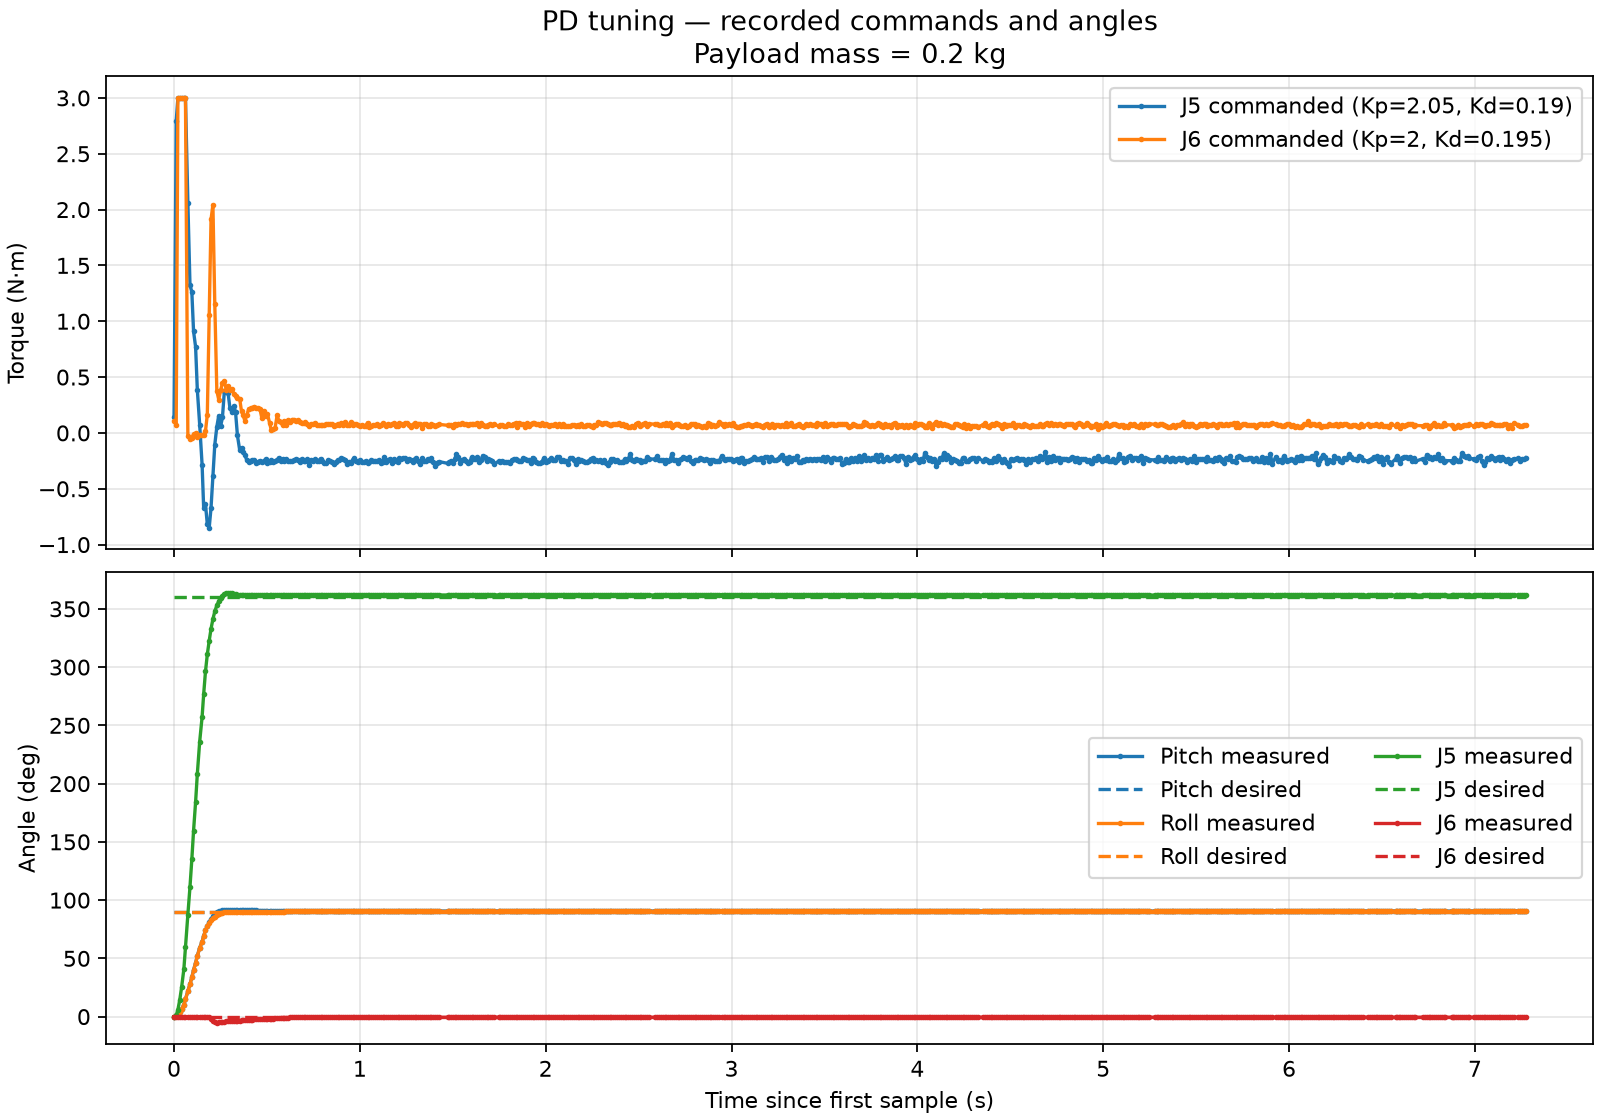 PD tuning — recorded commands and angles
Payload mass = 0.2 kg
3.0
2.5
2.0
1.5
1.0
0.5
0.0
−0.5
−1.0
Torque (N·m)
J5 commanded (Kp=2.05, Kd=0.19)
J6 commanded (Kp=2, Kd=0.195)
350
300
250
200
150
100
50
0
Angle (deg)
Pitch measured
Pitch desired
Roll measured
Roll desired
J5 measured
J5 desired
J6 measured
J6 desired
0 1 2 3 4 5 6 7
Time since first sample (s)